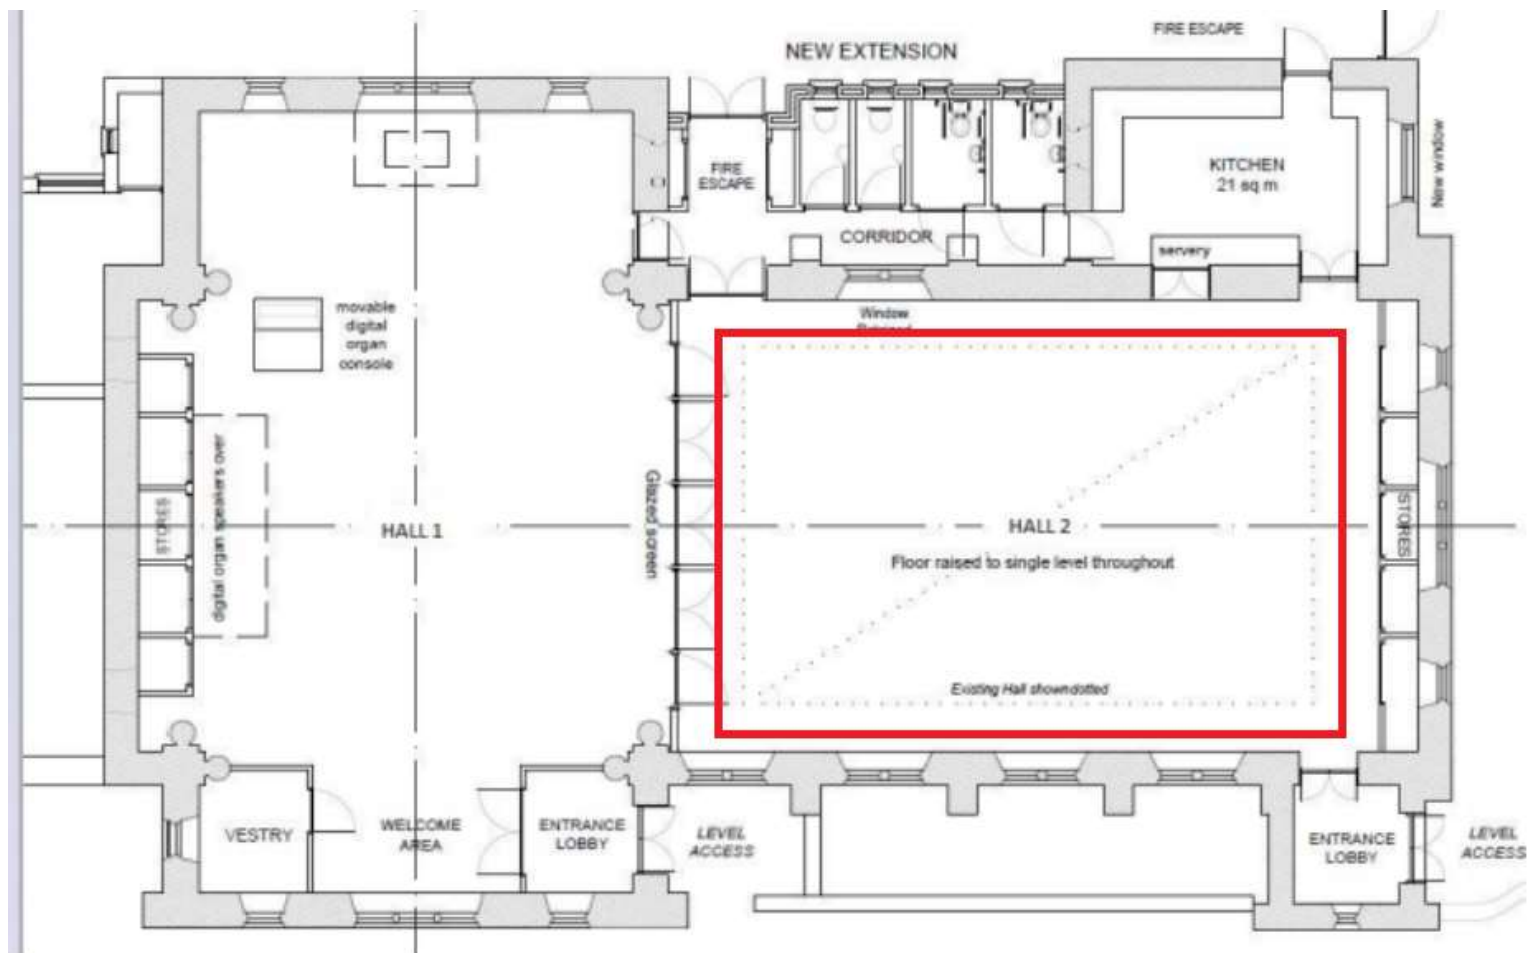 FIRE ESCAPE
NEW EXTENSION
New window
FIRE
ESCAPE
KITCHEN
21 sq m
CORRIDOR
servery
movable
digital
organ
console
Window
digital organ speakers over
STORES
HALL 1
Glazed screen
HALL 2
Floor raised to single level throughout
STORES
Existing Hall showndotted
VESTRY
WELCOME
AREA
ENTRANCE
LOBBY
LEVEL
ACCESS
ENTRANCE
LOBBY
LEVEL
ACCESS